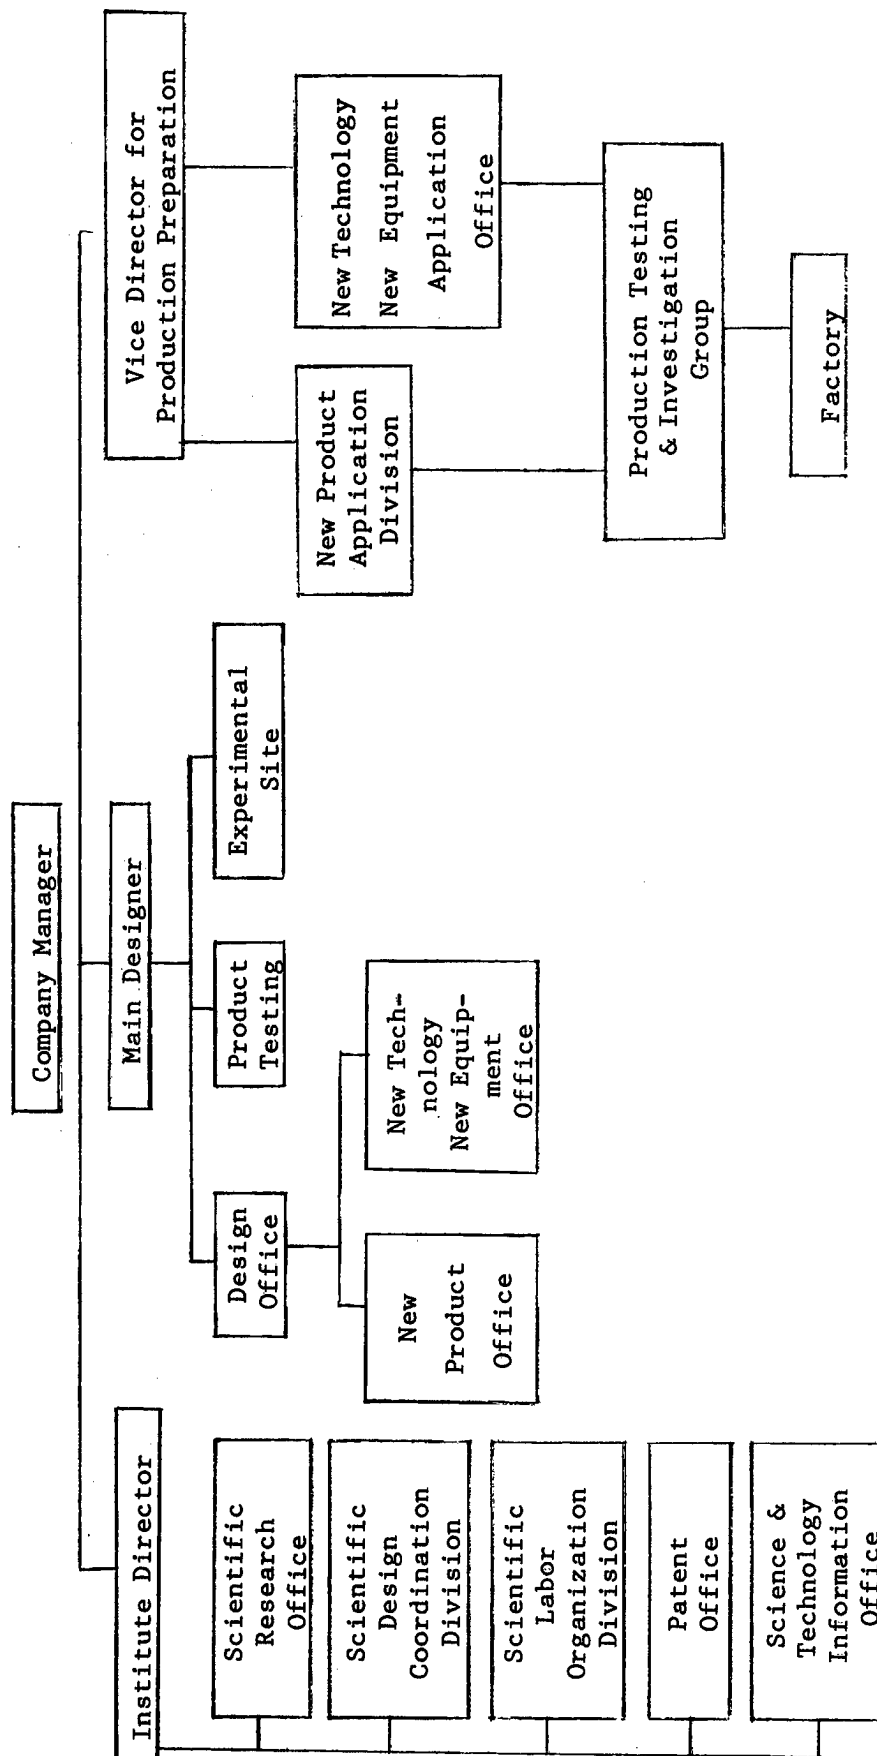 Company Manager
Institute Director
Main Designer
Vice Director for
Production Preparation
Scientific
Research
Office
Scientific
Design
Coordination
Division
Scientific
Labor
Organization
Division
Patent
Office
Science &
Technology
Information
Office
Design
Office
Product
Testing
Experimental
Site
New
Product
Office
New Tech-
nology
New Equip-
ment
Office
New Product
Application
Division
New Technology
New Equipment
Application
Office
Production Testing
& Investigation
Group
Factory